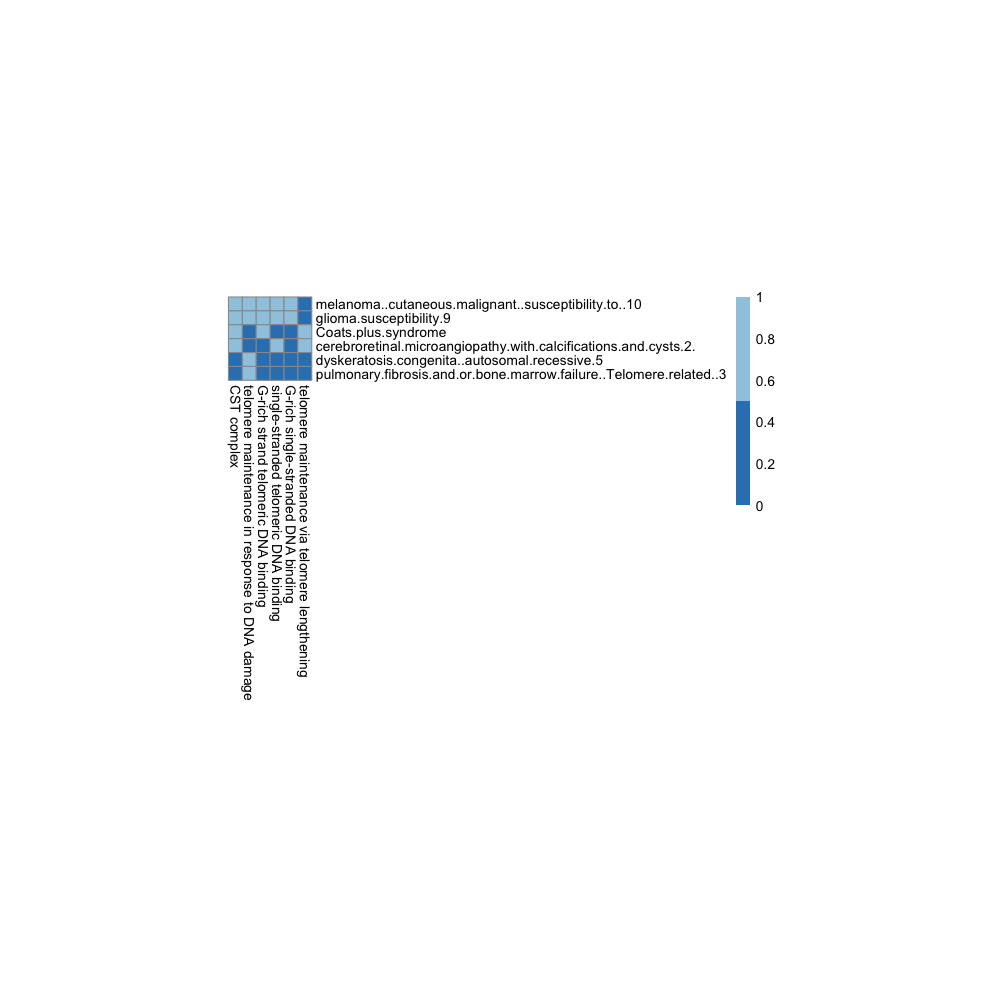 melanoma..cutaneous.malignant..susceptibility.to..10
glioma.susceptibility.9
Coats.plus.syndrome
cerebroretinal.microangiopathy.with.calcifications.and.cysts.2.
dyskeratosis.congenita..autosomal.recessive.5
pulmonary.fibrosis.and.or.bone.marrow.failure..Telomere.related..3
CST complex
telomere maintenance in response to DNA damage
G-rich strand telomeric DNA binding
single-stranded telomeric DNA binding
G-rich single-stranded DNA binding
telomere maintenance via telomere lengthening
1
0.8
0.6
0.4
0.2
0